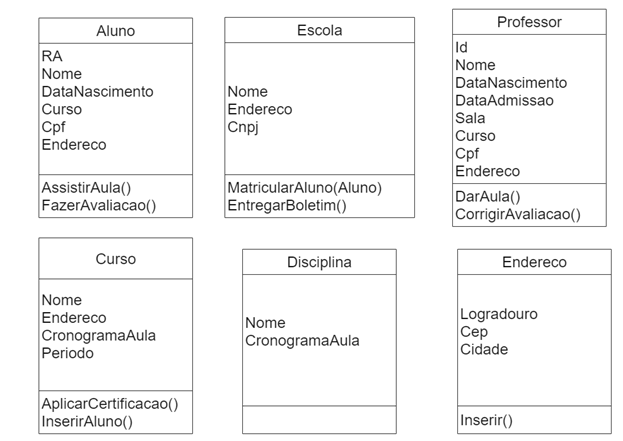 Aluno
RA
Nome
DataNascimento
Curso
Cpf
Endereco
AssistirAula()
FazerAvaliacao()
Escola
Nome
Endereco
Cnpj
MatricularAluno(Aluno)
EntregarBoletim()
Professor
Id
Nome
DataNascimento
DataAdmissao
Sala
Curso
Cpf
Endereco
DarAula()
CorrigirAvaliacao()
Curso
Nome
Endereco
CronogramaAula
Periodo
AplicarCertificacao()
InserirAluno()
Disciplina
Nome
CronogramaAula
Endereco
Logradouro
Cep
Cidade
Inserir()